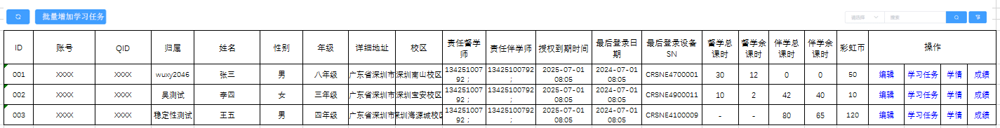 批量增加学习任务 请选择 搜索
ID 账号 QID 归属 姓名 性别 年级 详细地址 校区 责任督学师 责任伴学师 授权到期时间 最后登录日期 最后登录设备SN 督学总课时 督学余课时 伴学总课时 伴学余课时 彩虹币 操作
001 XXXX XXXX wuxy2046 张三 男 八年级 广东省深圳市 深圳南山校区 13425100792； 13425100792； 2025-07-01 08:05 2024-07-01 08:05 CRSNE4700001 30 12 0 0 50 编辑 学习任务 学情 成绩
002 XXXX XXXX 吴测试 李四 女 三年级 广东省深圳市 深圳宝安校区 13425100792； 13425100792； 2025-07-01 08:05 2024-07-01 08:05 CRSNE4900011 10 2 42 40 10 编辑 学习任务 学情 成绩
003 XXXX XXXX 稳定性测试 王五 男 四年级 广东省深圳市 深圳海源城校区 13425100792； 13425100792； 2025-07-01 08:05 2024-07-01 08:05 CRSNE4100009 - - 80 65 120 编辑 学习任务 学情 成绩